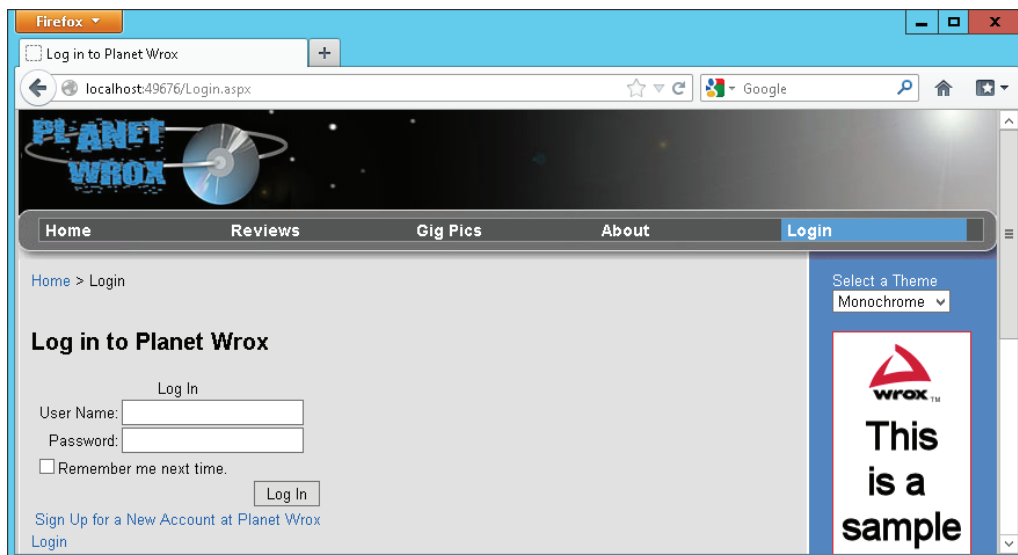 Firefox
Log in to Planet Wrox
localhost:49676/Login.aspx
Google
PLANET
WROX
Home Reviews Gig Pics About Login
Home > Login
Select a Theme
Monochrome
Log in to Planet Wrox
Log In
User Name:
Password:
Remember me next time.
Log In
Sign Up for a New Account at Planet Wrox
Login
wrox™
This
is a
sample